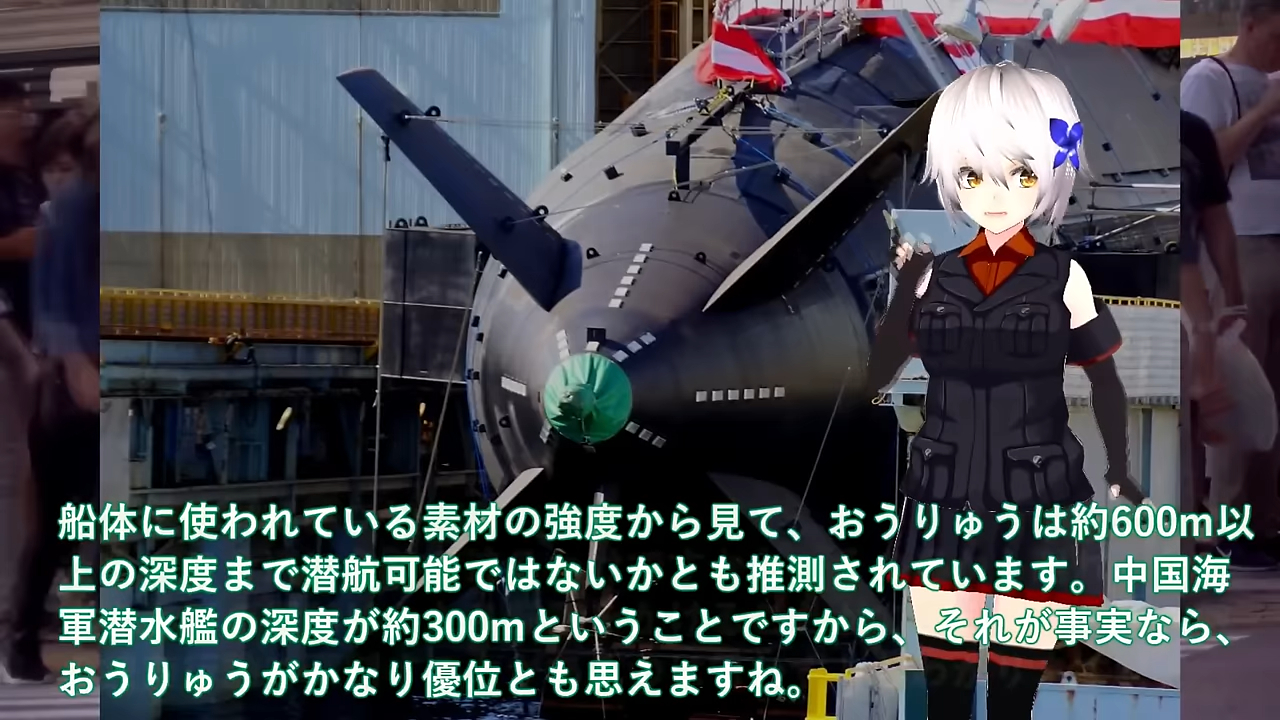 船体に使われている素材の強度から見て、おうりゅうは約600m以
上の深度まで潜航可能ではないかとも推測されています。中国海
軍潜水艦の深度が約300mということですから、それが事実なら、
おうりゅうがかなり優位とも思えますね。